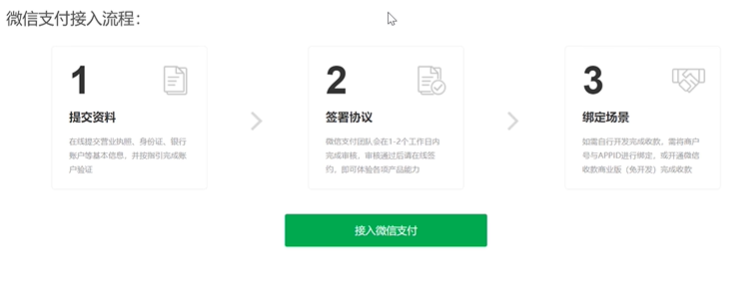 微信支付接入流程:
1
提交资料
在线提交营业执照、身份证、银行
账户等基本信息，并按指引完成账
户验证
2
签署协议
微信支付团队会在1-2个工作日内
完成审核，审核通过后请在线签
约，即可体验各项产品能力
3
绑定场景
如需自行开发完成收款，需将商户
号与APPID进行绑定，或开通微信
收款商业版（免开发）完成收款
接入微信支付